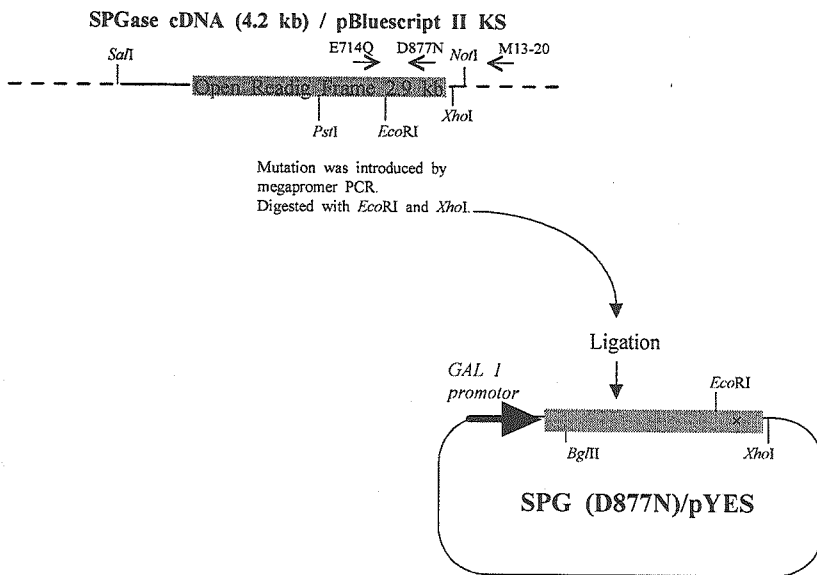 SPGase cDNA (4.2 kb) / pBluescript II KS
SalI
E714Q
D877N
NotI
M13-20
Open Readig Frame 2.9 kb
PstI
EcoRI
XhoI
Mutation was introduced by
megapromer PCR.
Digested with EcoRI and XhoI.
Ligation
GAL 1
promotor
EcoRI
×
BglII
XhoI
SPG (D877N)/pYES